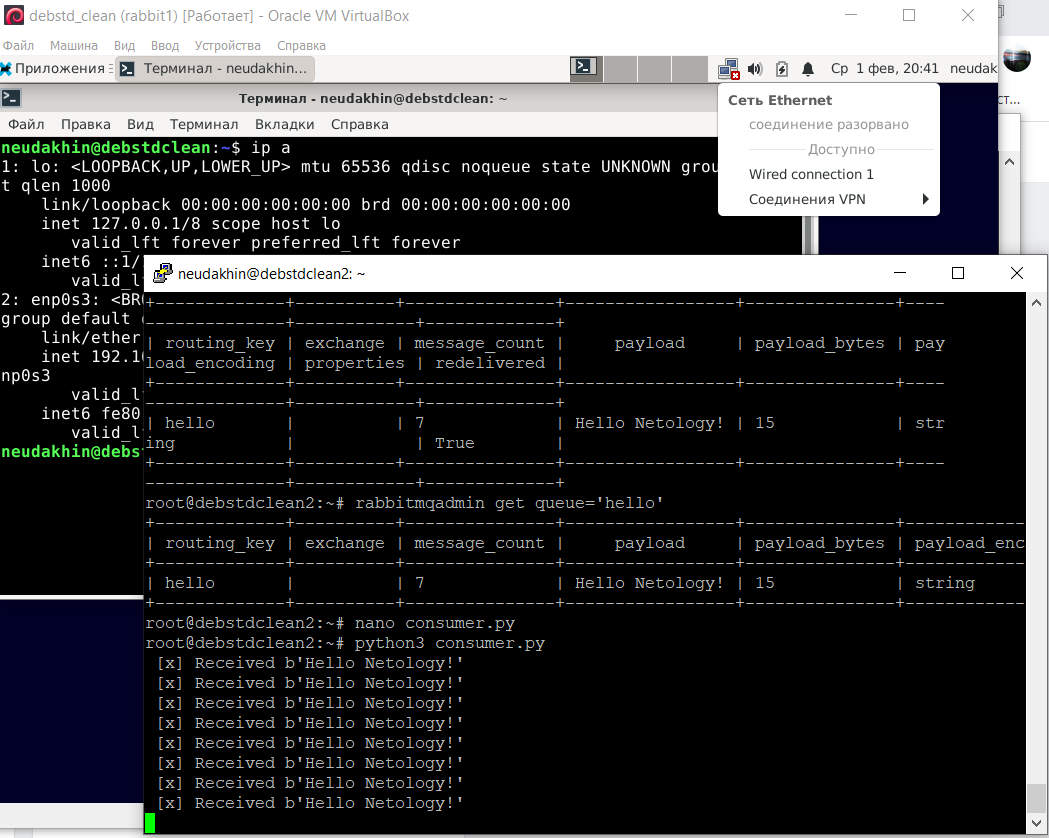 debstd_clean (rabbit1) [Работает] - Oracle VM VirtualBox
Файл Машина Вид Ввод Устройства Справка
Приложения Терминал - neudakhin... Ср 1 фев, 20:41 neudak
Терминал - neudakhin@debstdclean: ~
Файл Правка Вид Терминал Вкладки Справка
Сеть Ethernet
соединение разорвано
Доступно
Wired connection 1
Соединения VPN
ст...
neudakhin@debstdclean:~$ ip a
1: lo: <LOOPBACK,UP,LOWER_UP> mtu 65536 qdisc noqueue state UNKNOWN grou
t qlen 1000
link/loopback 00:00:00:00:00:00 brd 00:00:00:00:00:00
inet 127.0.0.1/8 scope host lo
valid_lft forever preferred_lft forever
inet6 ::1/
valid_l
2: enp0s3: <BRO
group default
link/ether
inet 192.16
np0s3
valid_l
inet6 fe80
valid_l
neudakhin@debs
neudakhin@debstdclean2: ~
+--------------+----------+---------------+-----------------+---------------+----
--------------+------------+-------------+
| routing_key | exchange | message_count | payload | payload_bytes | pay
load_encoding | properties | redelivered |
+--------------+----------+---------------+-----------------+---------------+----
--------------+------------+-------------+
| hello | | 7 | Hello Netology! | 15 | str
ing | | True |
+--------------+----------+---------------+-----------------+---------------+----
--------------+------------+-------------+
root@debstdclean2:~# rabbitmqadmin get queue='hello'
+-------------+----------+---------------+-----------------+---------------+------------
| routing_key | exchange | message_count | payload | payload_bytes | payload_enc
+-------------+----------+---------------+-----------------+---------------+------------
| hello | | 7 | Hello Netology! | 15 | string
+-------------+----------+---------------+-----------------+---------------+------------
root@debstdclean2:~# nano consumer.py
root@debstdclean2:~# python3 consumer.py
[x] Received b'Hello Netology!'
[x] Received b'Hello Netology!'
[x] Received b'Hello Netology!'
[x] Received b'Hello Netology!'
[x] Received b'Hello Netology!'
[x] Received b'Hello Netology!'
[x] Received b'Hello Netology!'
[x] Received b'Hello Netology!'